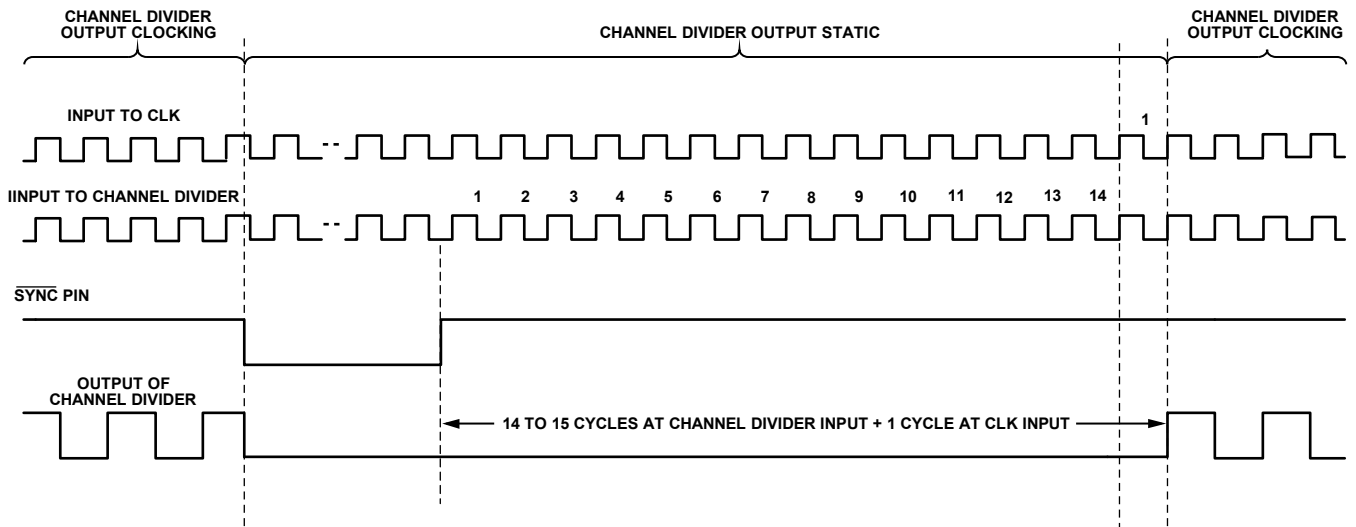 CHANNEL DIVIDER
OUTPUT CLOCKING
CHANNEL DIVIDER OUTPUT STATIC
CHANNEL DIVIDER
OUTPUT CLOCKING
INPUT TO CLK
1
IINPUT TO CHANNEL DIVIDER
1 2 3 4 5 6 7 8 9 10 11 12 13 14
SYNC PIN
OUTPUT OF
CHANNEL DIVIDER
14 TO 15 CYCLES AT CHANNEL DIVIDER INPUT + 1 CYCLE AT CLK INPUT